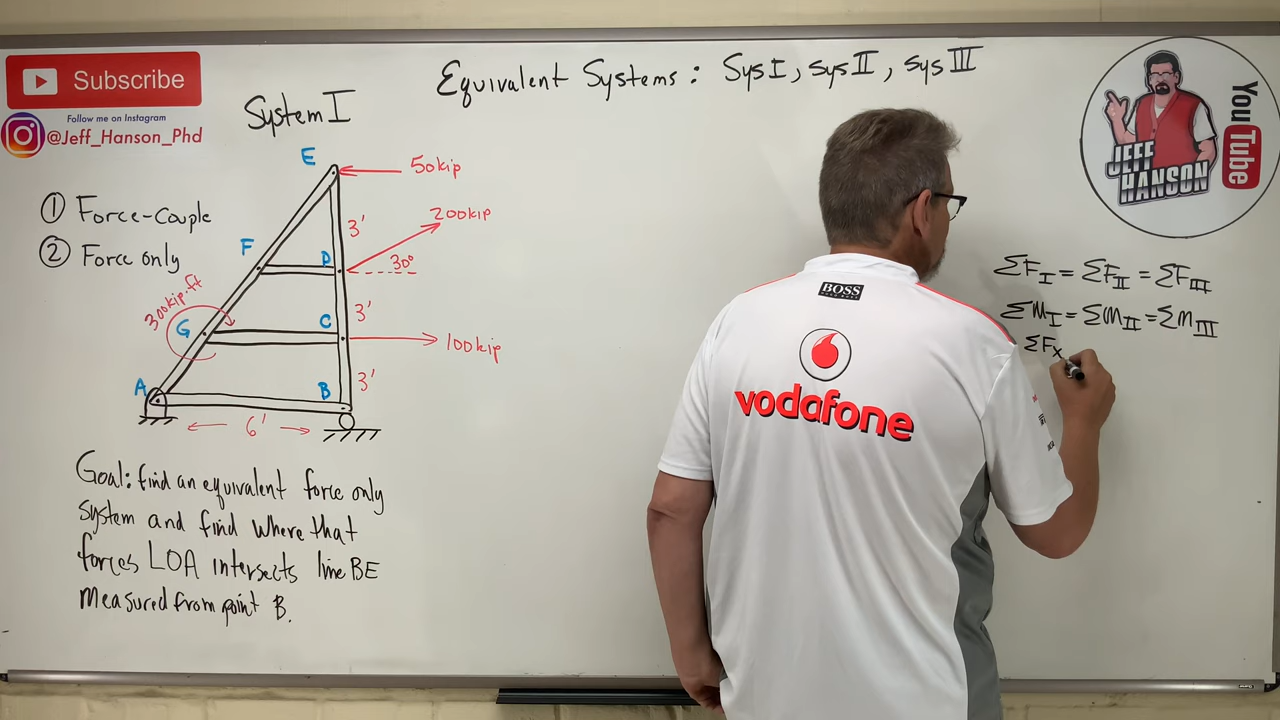 Equivalent Systems: Sys I, sys II, sys III
Subscribe
Follow me on Instagram
@Jeff_Hanson_Phd
System I
① Force-Couple
② Force only
E
50kip
3'
200kip
F
D
30°
300kip.ft
3'
G
C
100kip
3'
A
B
6'
Goal: find an equivalent force only
system and find where that
forces LOA intersects line BE
measured from point B.
ΣF_I = ΣF_II = ΣF_III
ΣM_I = ΣM_II = ΣM_III
ΣFx
BOSS
vodafone
YouTube
JEFF
HANSON